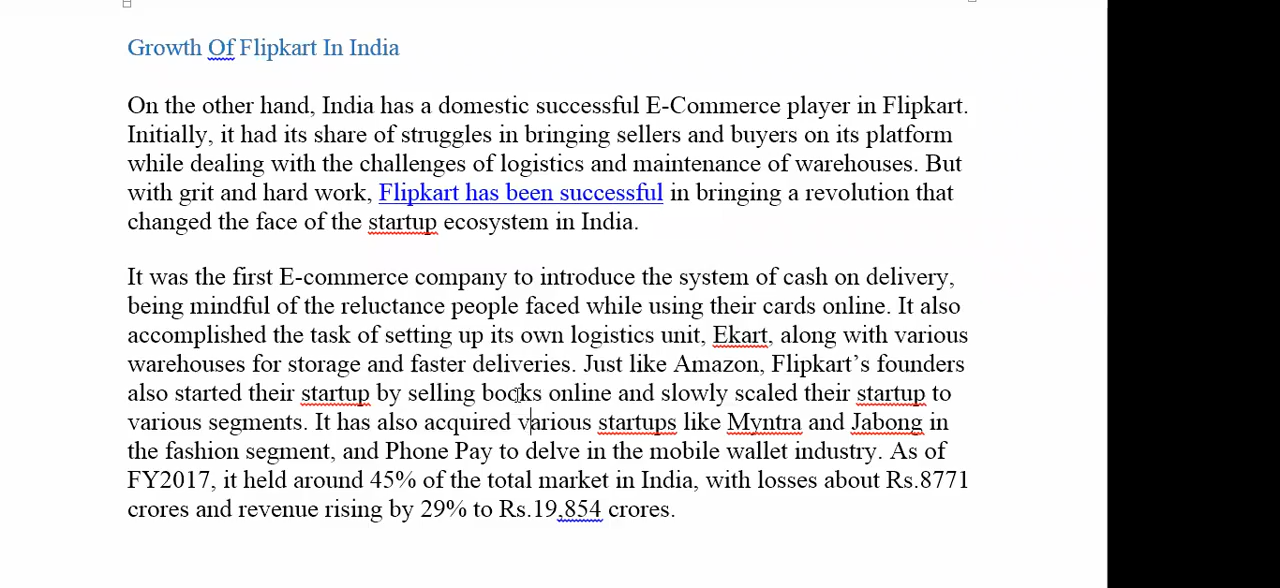 Growth Of Flipkart In India
On the other hand, India has a domestic successful E-Commerce player in Flipkart.
Initially, it had its share of struggles in bringing sellers and buyers on its platform
while dealing with the challenges of logistics and maintenance of warehouses. But
with grit and hard work, Flipkart has been successful in bringing a revolution that
changed the face of the startup ecosystem in India.
It was the first E-commerce company to introduce the system of cash on delivery,
being mindful of the reluctance people faced while using their cards online. It also
accomplished the task of setting up its own logistics unit, Ekart, along with various
warehouses for storage and faster deliveries. Just like Amazon, Flipkart’s founders
also started their startup by selling books online and slowly scaled their startup to
various segments. It has also acquired various startups like Myntra and Jabong in
the fashion segment, and Phone Pay to delve in the mobile wallet industry. As of
FY2017, it held around 45% of the total market in India, with losses about Rs.8771
crores and revenue rising by 29% to Rs.19,854 crores.